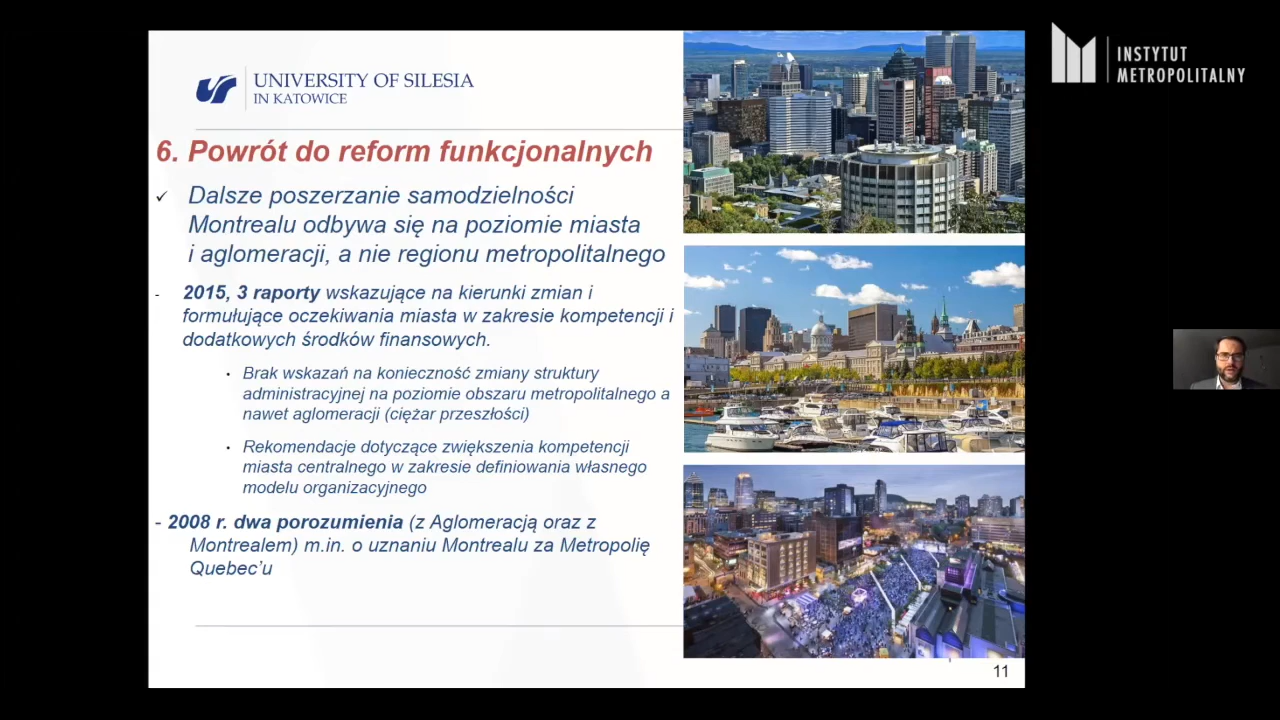 UNIVERSITY OF SILESIA
IN KATOWICE
INSTYTUT
METROPOLITALNY
6. Powrót do reform funkcjonalnych
✓ Dalsze poszerzanie samodzielności
Montrealu odbywa się na poziomie miasta
i aglomeracji, a nie regionu metropolitalnego
- 2015, 3 raporty wskazujące na kierunki zmian i
formułujące oczekiwania miasta w zakresie kompetencji i
dodatkowych środków finansowych.
• Brak wskazań na konieczność zmiany struktury
administracyjnej na poziomie obszaru metropolitalnego a
nawet aglomeracji (ciężar przeszłości)
• Rekomendacje dotyczące zwiększenia kompetencji
miasta centralnego w zakresie definiowania własnego
modelu organizacyjnego
- 2008 r. dwa porozumienia (z Aglomeracją oraz z
Montrealem) m.in. o uznaniu Montrealu za Metropolię
Quebec’u
11